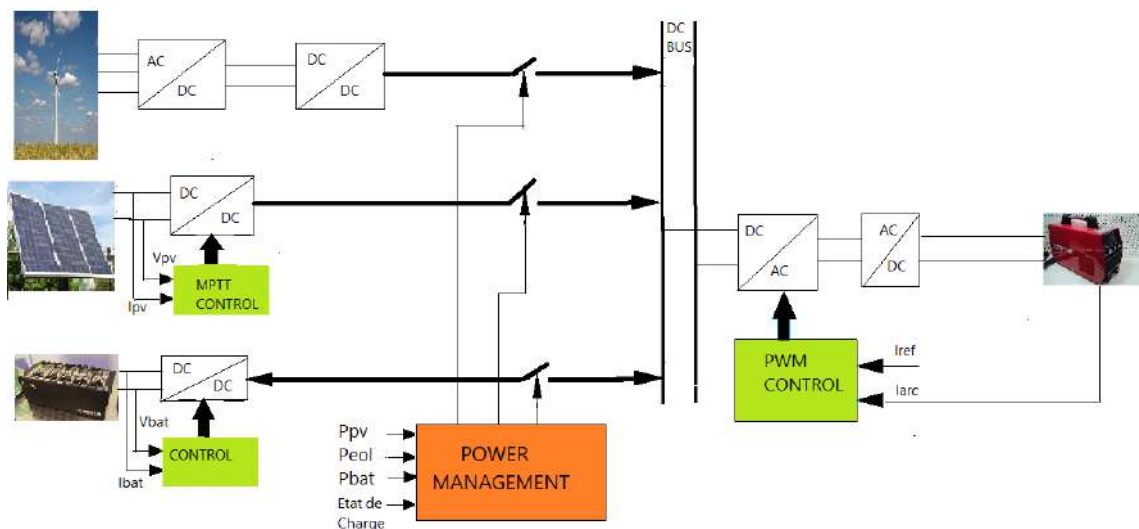 AC
DC
DC
DC
DC
BUS
DC
DC
Vpv
Ipv
MPTT
CONTROL
DC
AC
AC
DC
DC
DC
Vbat
Ibat
CONTROL
PWM
CONTROL
Iref
Iarc
Ppv
Peol
Pbat
Etat de
Charge
POWER
MANAGEMENT